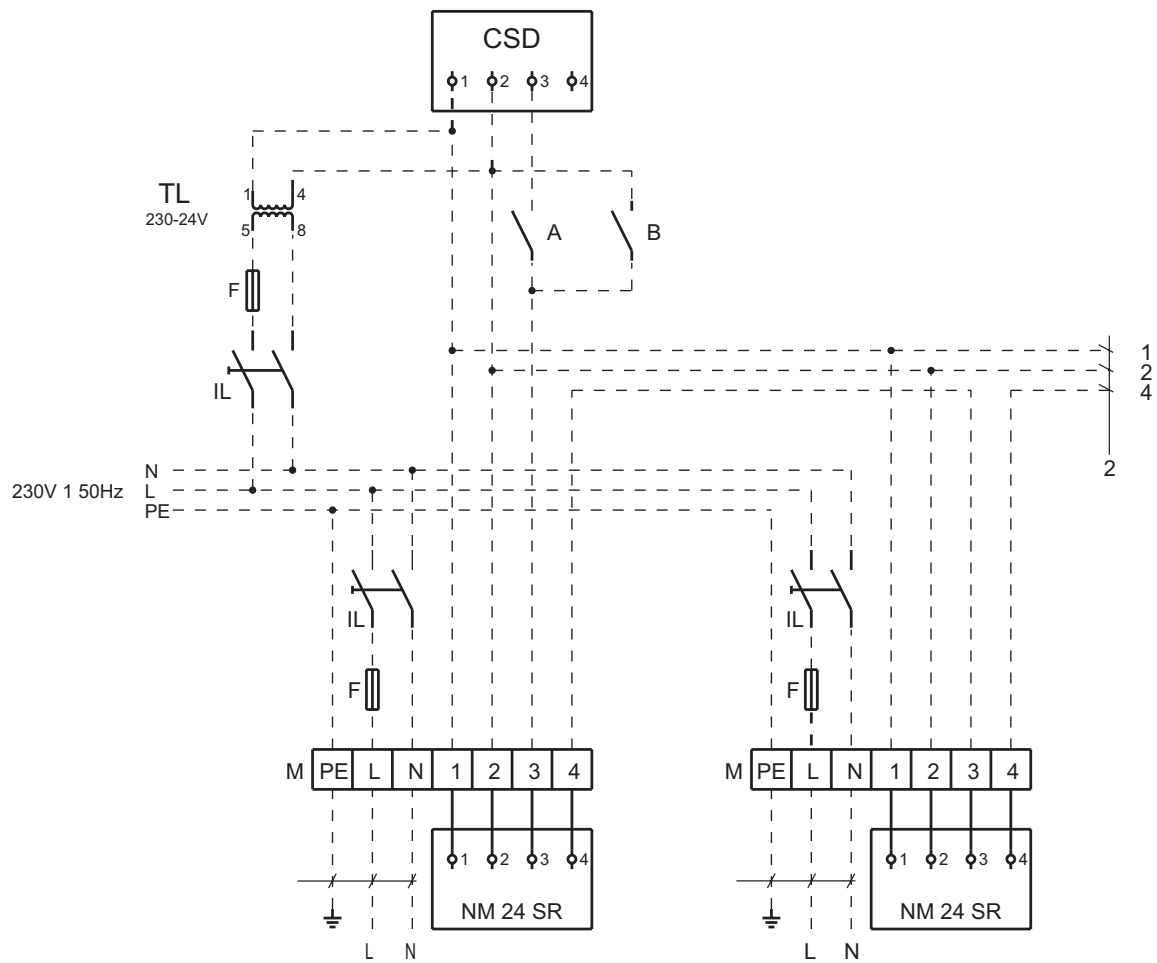 CSD
1 2 3 4
TL
230-24V
1 4
5 8
A B
F
IL
1
2
4
2
230V 1 50Hz
N
L
PE
IL
IL
F
F
M PE L N 1 2 3 4
M PE L N 1 2 3 4
1 2 3 4
NM 24 SR
1 2 3 4
NM 24 SR
L N
L N